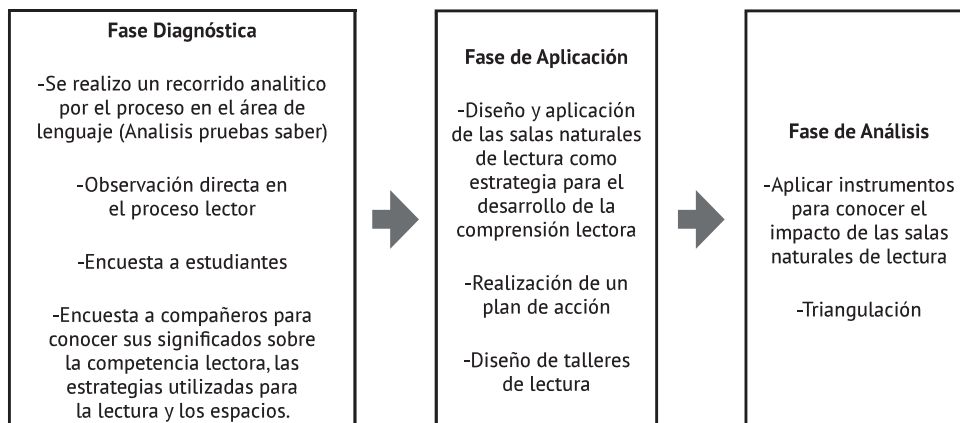 Fase Diagnóstica
-Se realizo un recorrido analitico
por el proceso en el área de
lenguaje (Analisis pruebas saber)
-Observación directa en
el proceso lector
-Encuesta a estudiantes
-Encuesta a compañeros para
conocer sus significados sobre
la competencia lectora, las
estrategias utilizadas para
la lectura y los espacios.
Fase de Aplicación
-Diseño y aplicación
de las salas naturales
de lectura como
estrategia para el
desarrollo de la
comprensión lectora
-Realización de un
plan de acción
-Diseño de talleres
de lectura
Fase de Análisis
-Aplicar instrumentos
para conocer el
impacto de las salas
naturales de lectura
-Triangulación